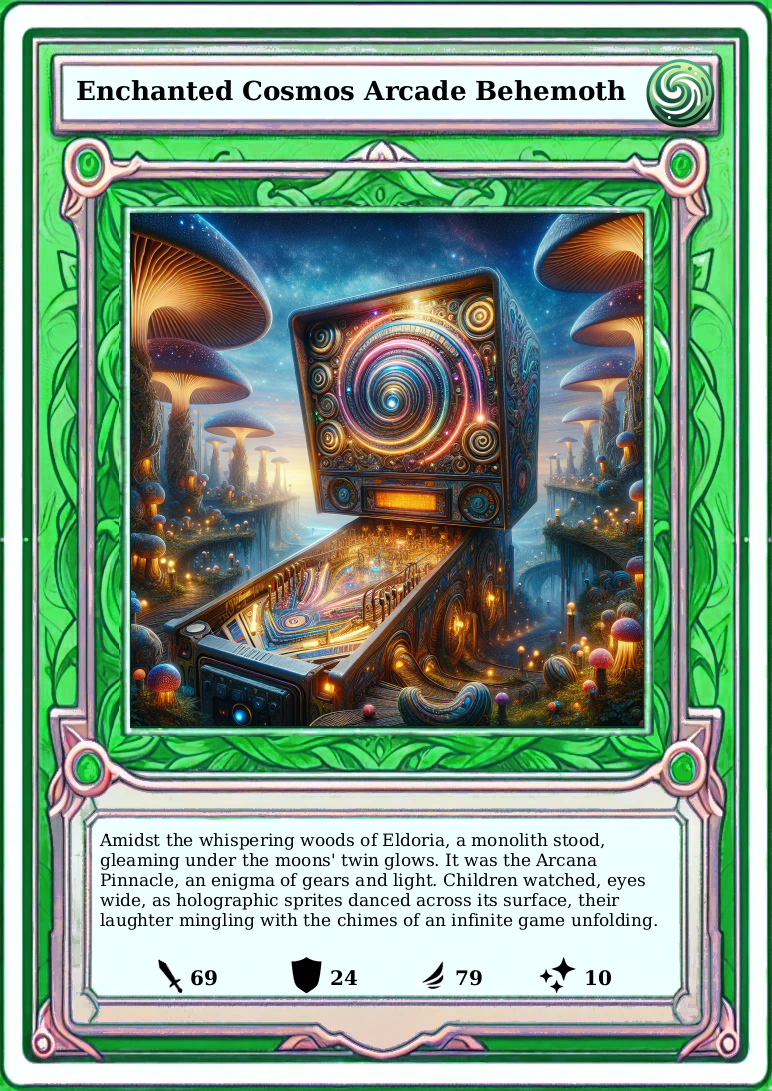 Enchanted Cosmos Arcade Behemoth
Amidst the whispering woods of Eldoria, a monolith stood,
gleaming under the moons' twin glows. It was the Arcana
Pinnacle, an enigma of gears and light. Children watched, eyes
wide, as holographic sprites danced across its surface, their
laughter mingling with the chimes of an infinite game unfolding.
69 24 79 10